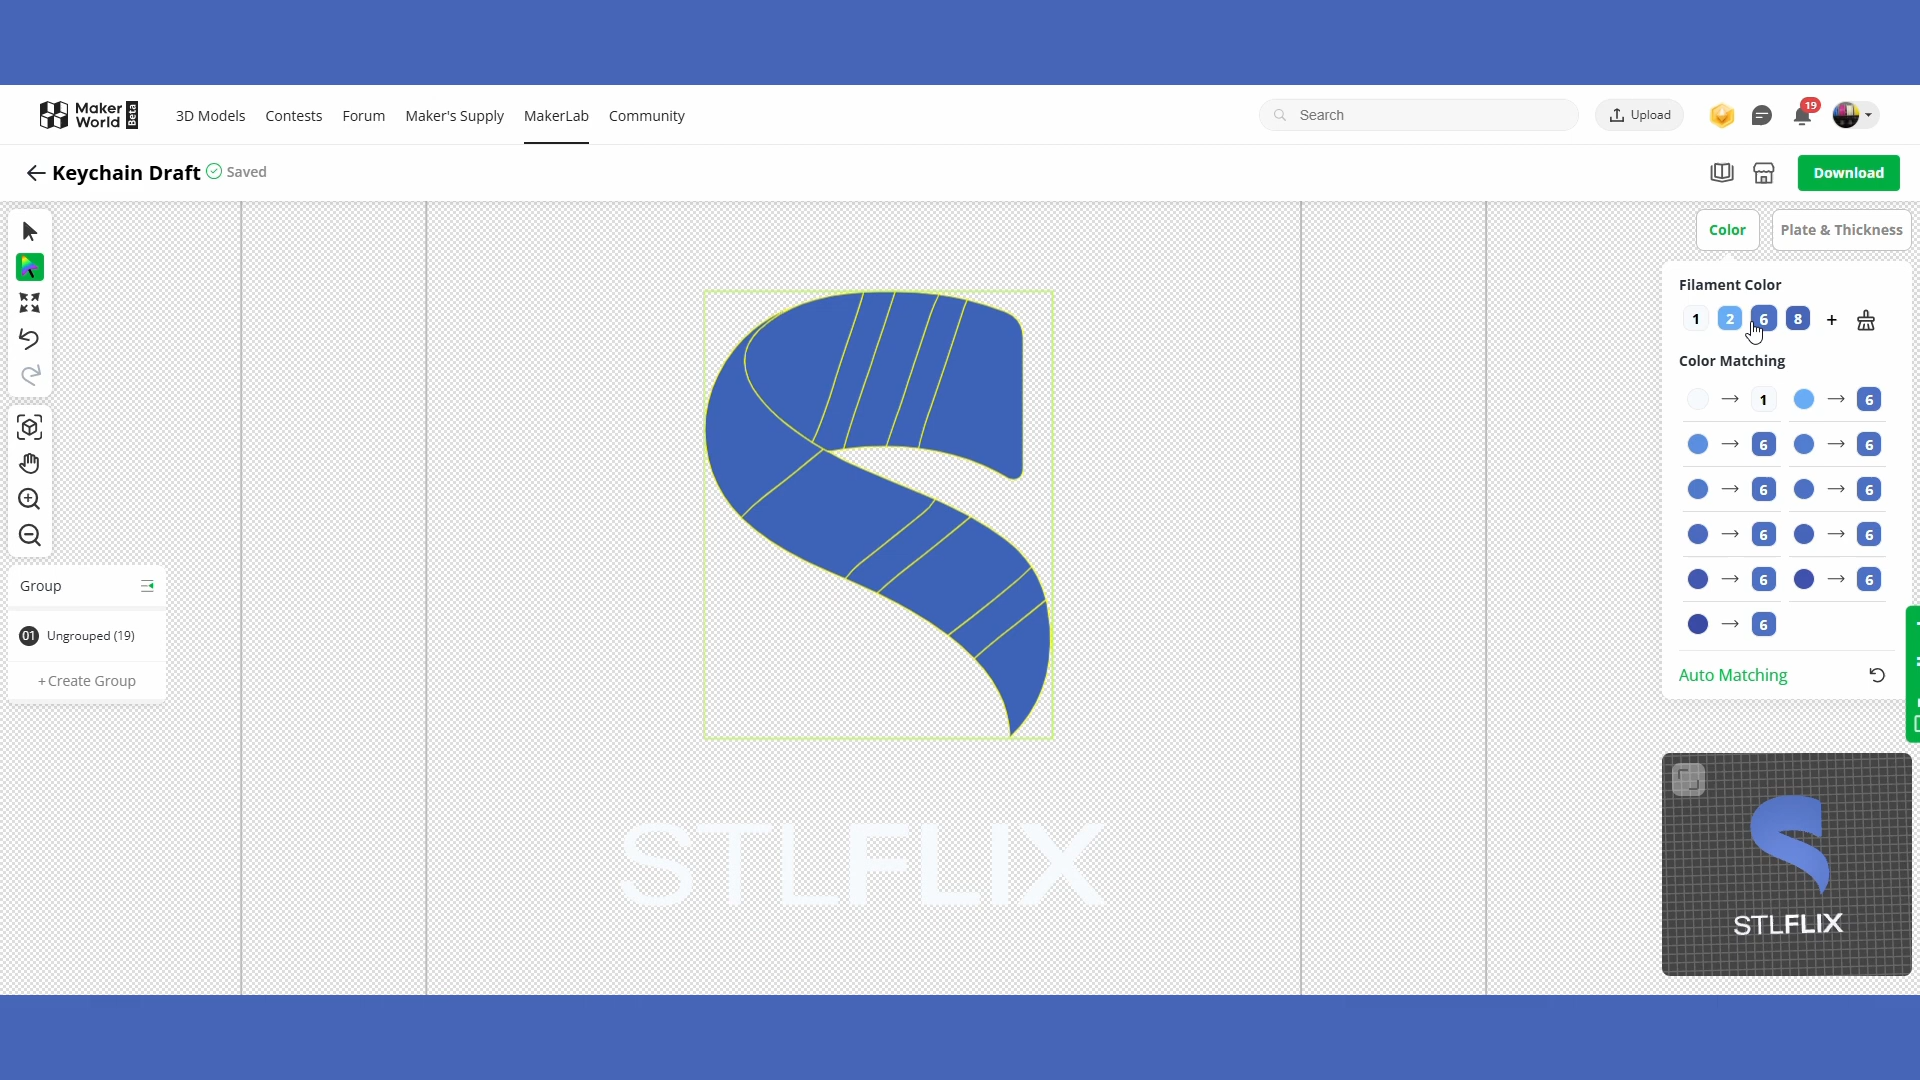 Maker World Beta
3D Models Contests Forum Maker's Supply MakerLab Community
Search
Upload
19
Keychain Draft Saved
Download
Color Plate & Thickness
Filament Color
1 2 6 8 +
Color Matching
→ 1 → 6
→ 6 → 6
→ 6 → 6
→ 6 → 6
→ 6 → 6
→ 6
Auto Matching
Group
01 Ungrouped (19)
+ Create Group
STLFLIX
STLFLIX